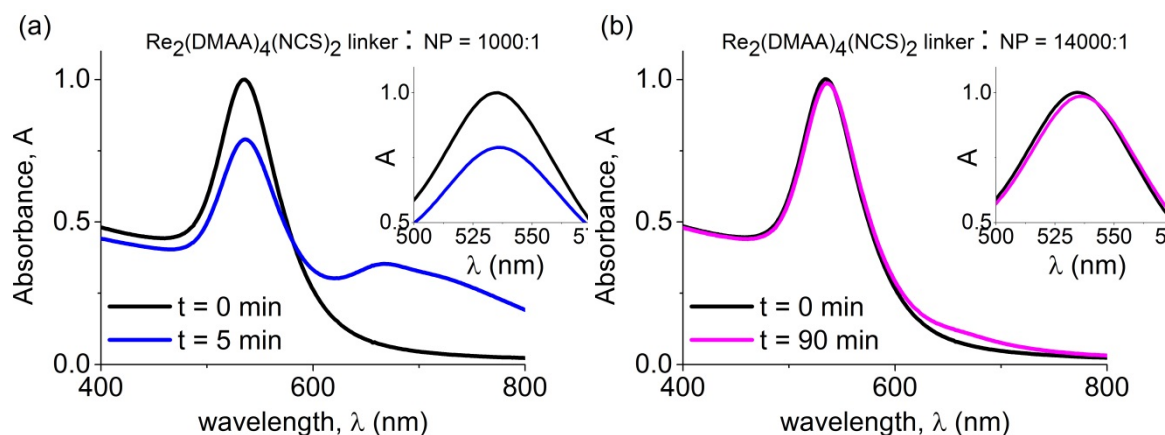 (a)
Re₂(DMAA)₄(NCS)₂ linker : NP = 1000:1
Absorbance, A
1.0
0.5
0.0
400
600
800
wavelength, λ (nm)
t = 0 min
t = 5 min
A
1.0
0.5
500
525
550
5
λ (nm)
(b)
Re₂(DMAA)₄(NCS)₂ linker : NP = 14000:1
Absorbance, A
1.0
0.5
0.0
400
600
800
wavelength, λ (nm)
t = 0 min
t = 90 min
A
1.0
0.5
500
525
550
λ (nm)